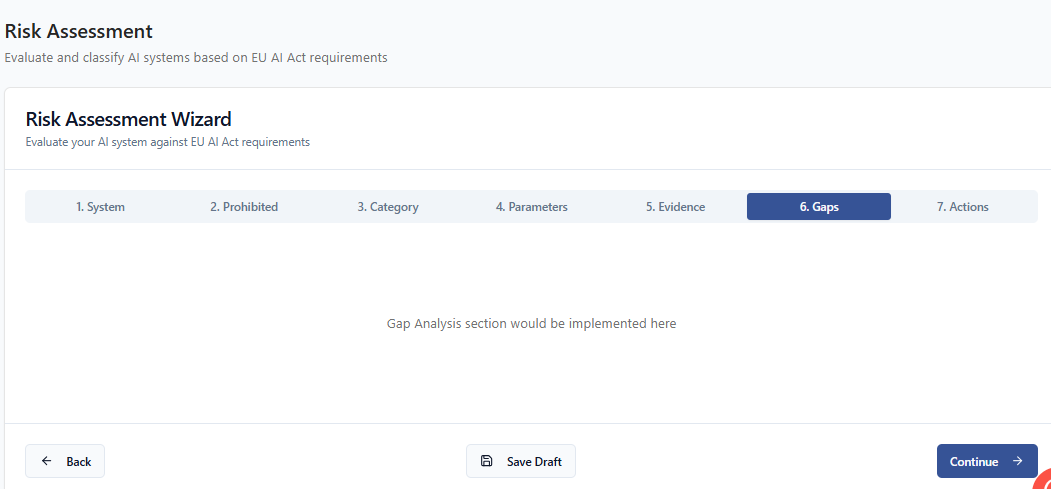 Risk Assessment
Evaluate and classify AI systems based on EU AI Act requirements
Risk Assessment Wizard
Evaluate your AI system against EU AI Act requirements
1. System 2. Prohibited 3. Category 4. Parameters 5. Evidence 6. Gaps 7. Actions
Gap Analysis section would be implemented here
Back Save Draft Continue